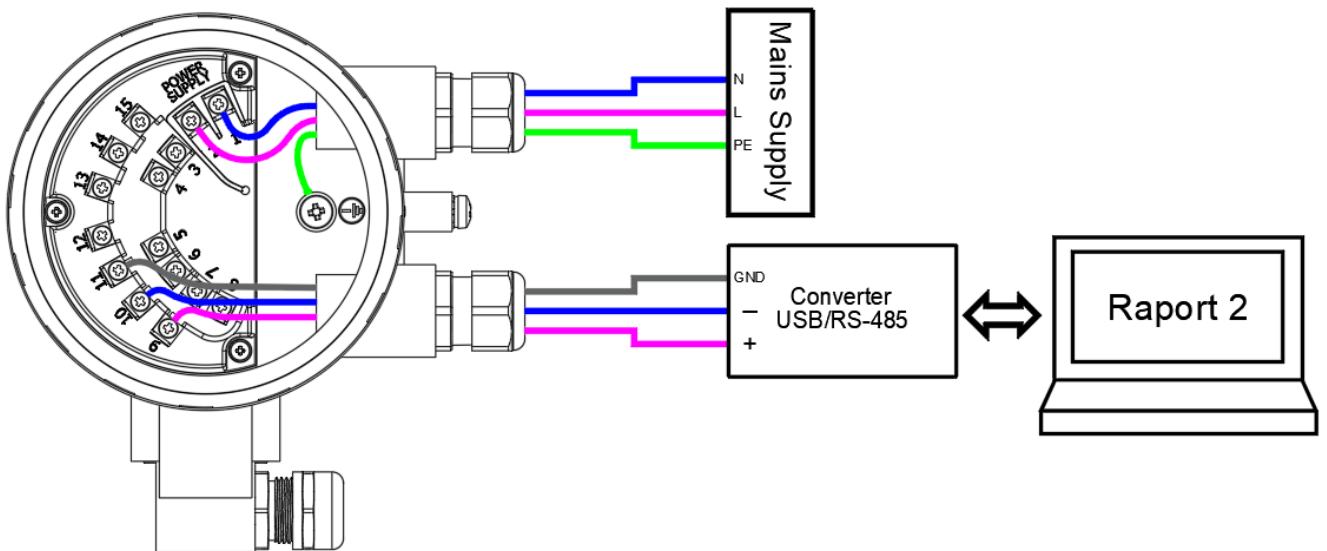 POWER
SUPPLY
15
14
13
12
11
10
9
1
2
3
4
5
6
7
8
Mains Supply
N
L
PE
GND
–
+
Converter
USB/RS-485
Raport 2